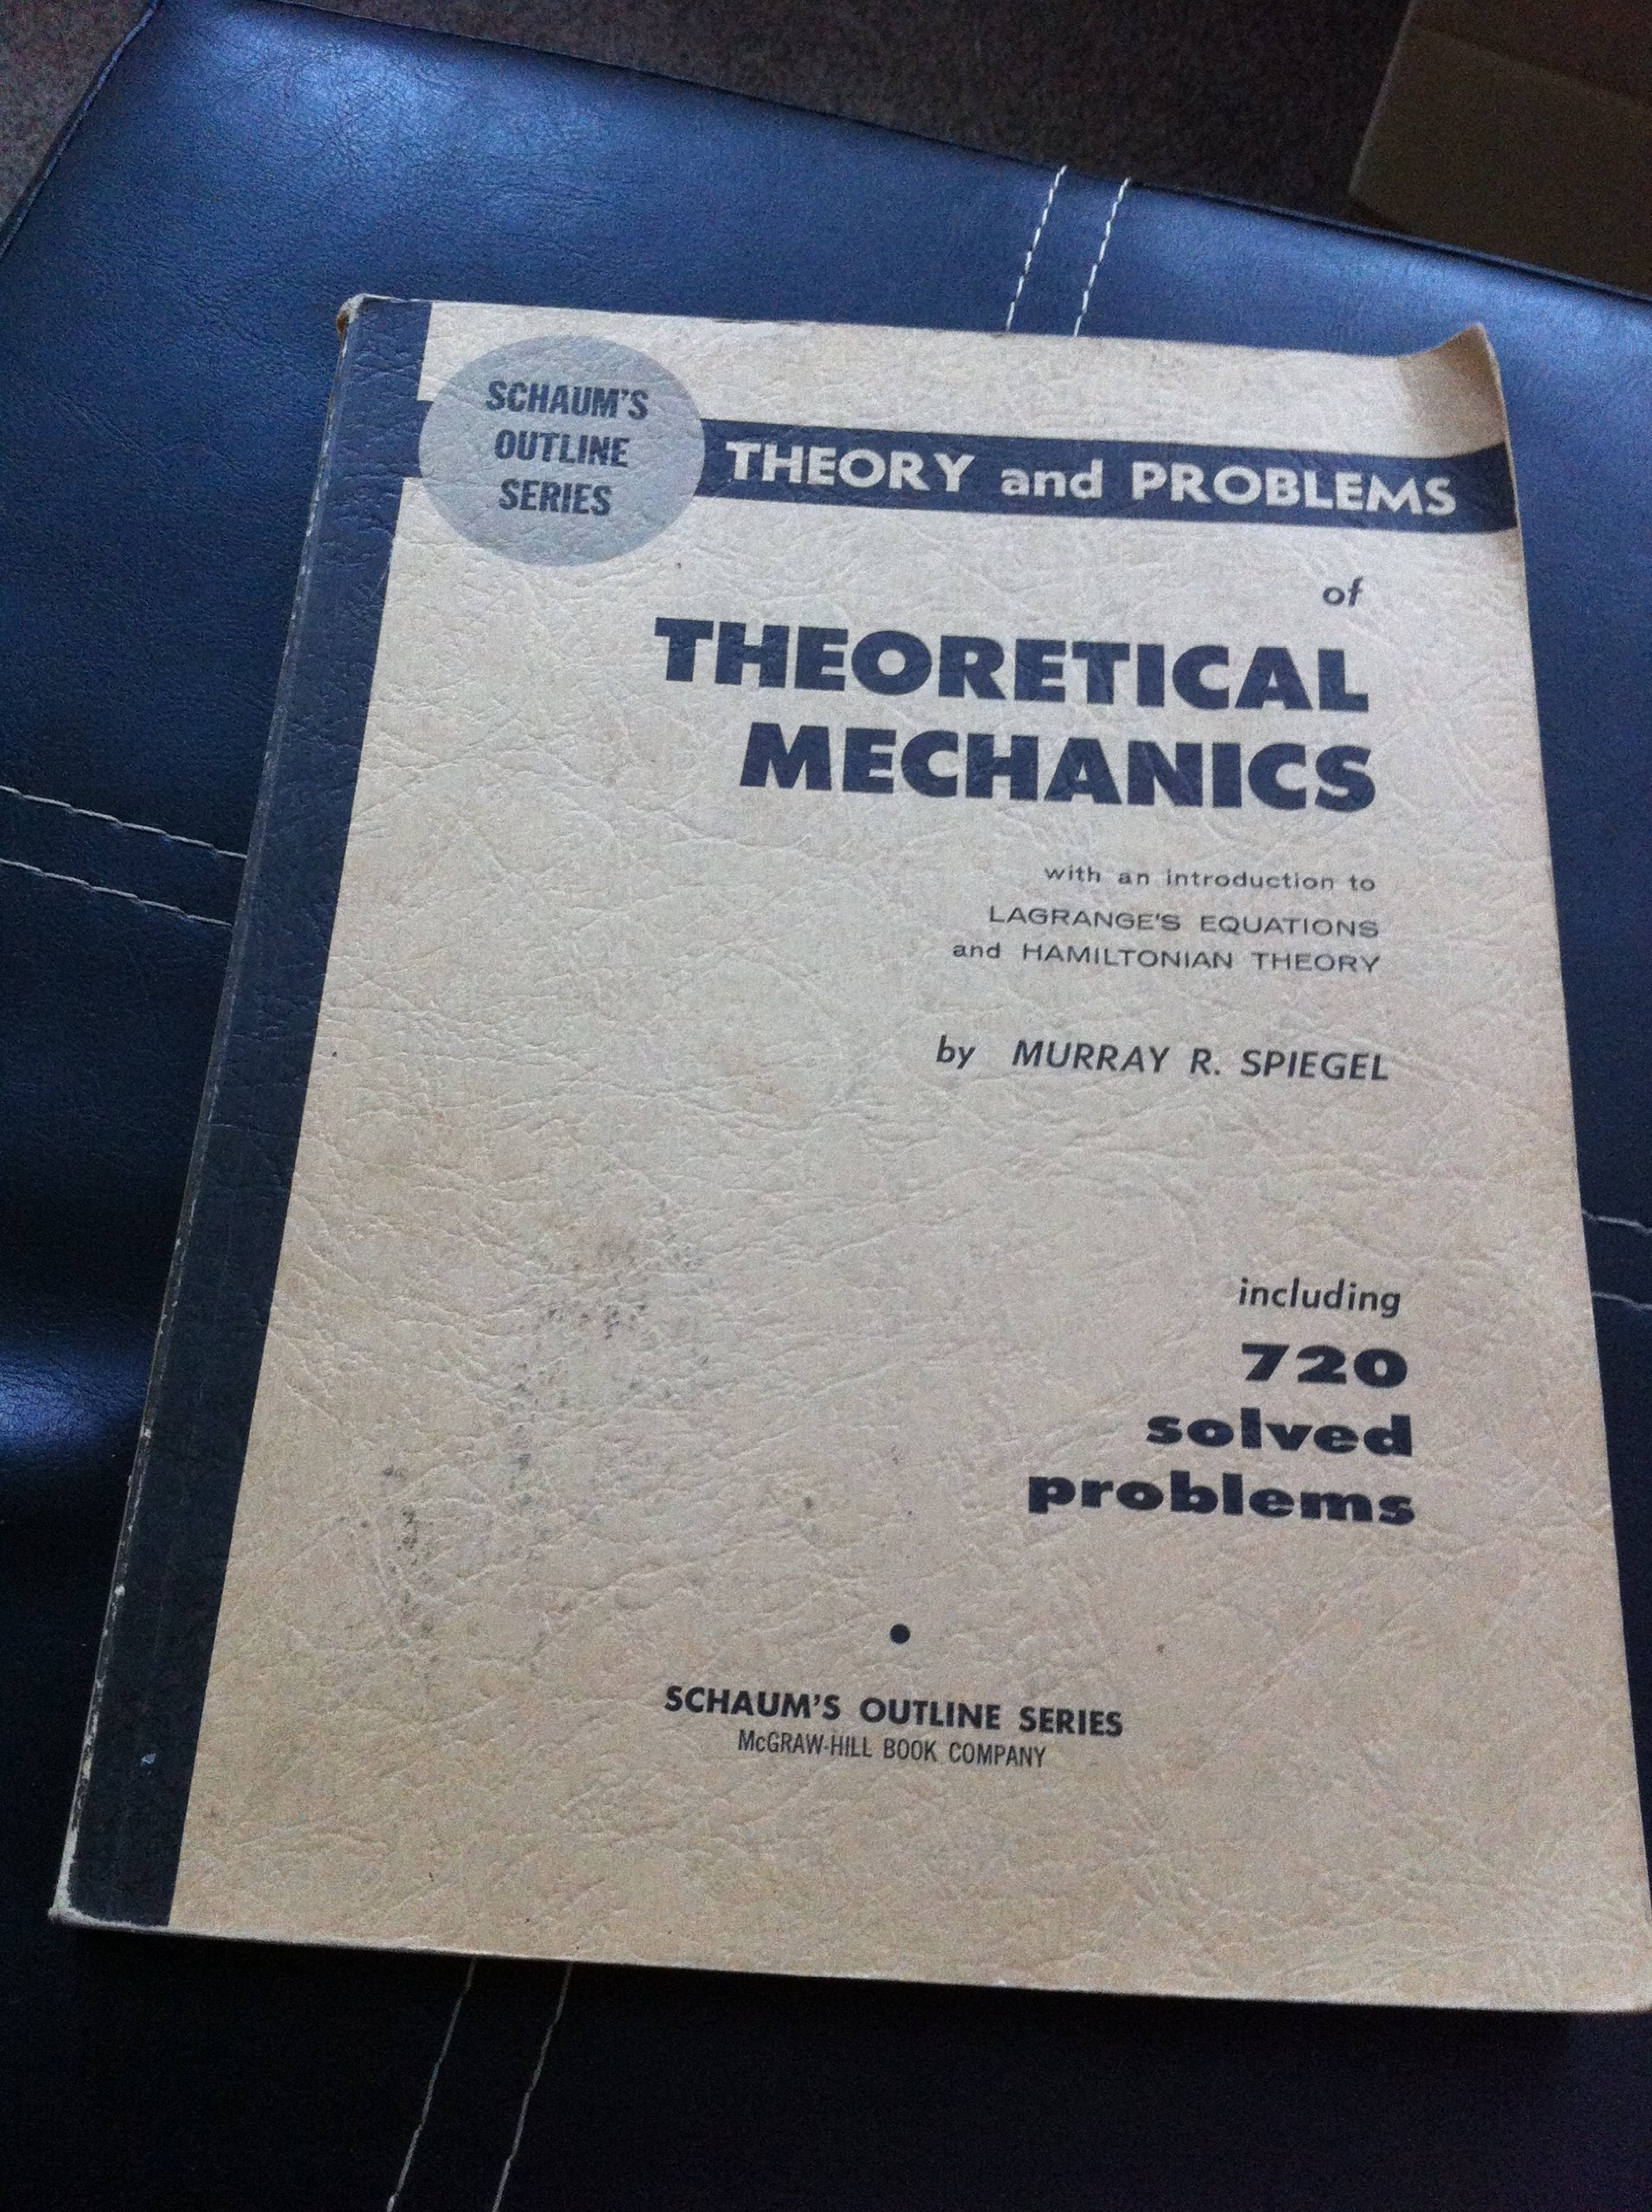 SCHAUM'S
OUTLINE
SERIES
THEORY and PROBLEMS
of
THEORETICAL
MECHANICS
with an introduction to
LAGRANGE'S EQUATIONS
and HAMILTONIAN THEORY
by MURRAY R. SPIEGEL
including
720
solved
problems
SCHAUM'S OUTLINE SERIES
McGRAW-HILL BOOK COMPANY